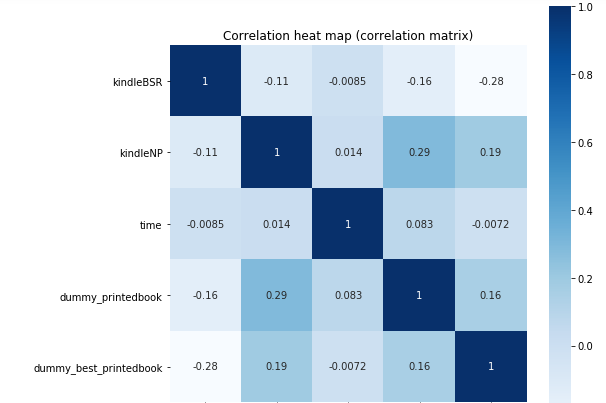 Correlation heat map (correlation matrix)
kindleBSR 1 -0.11 -0.0085 -0.16 -0.28
kindleNP -0.11 1 0.014 0.29 0.19
time -0.0085 0.014 1 0.083 -0.0072
dummy_printedbook -0.16 0.29 0.083 1 0.16
dummy_best_printedbook -0.28 0.19 -0.0072 0.16 1
1.0
0.8
0.6
0.4
0.2
0.0